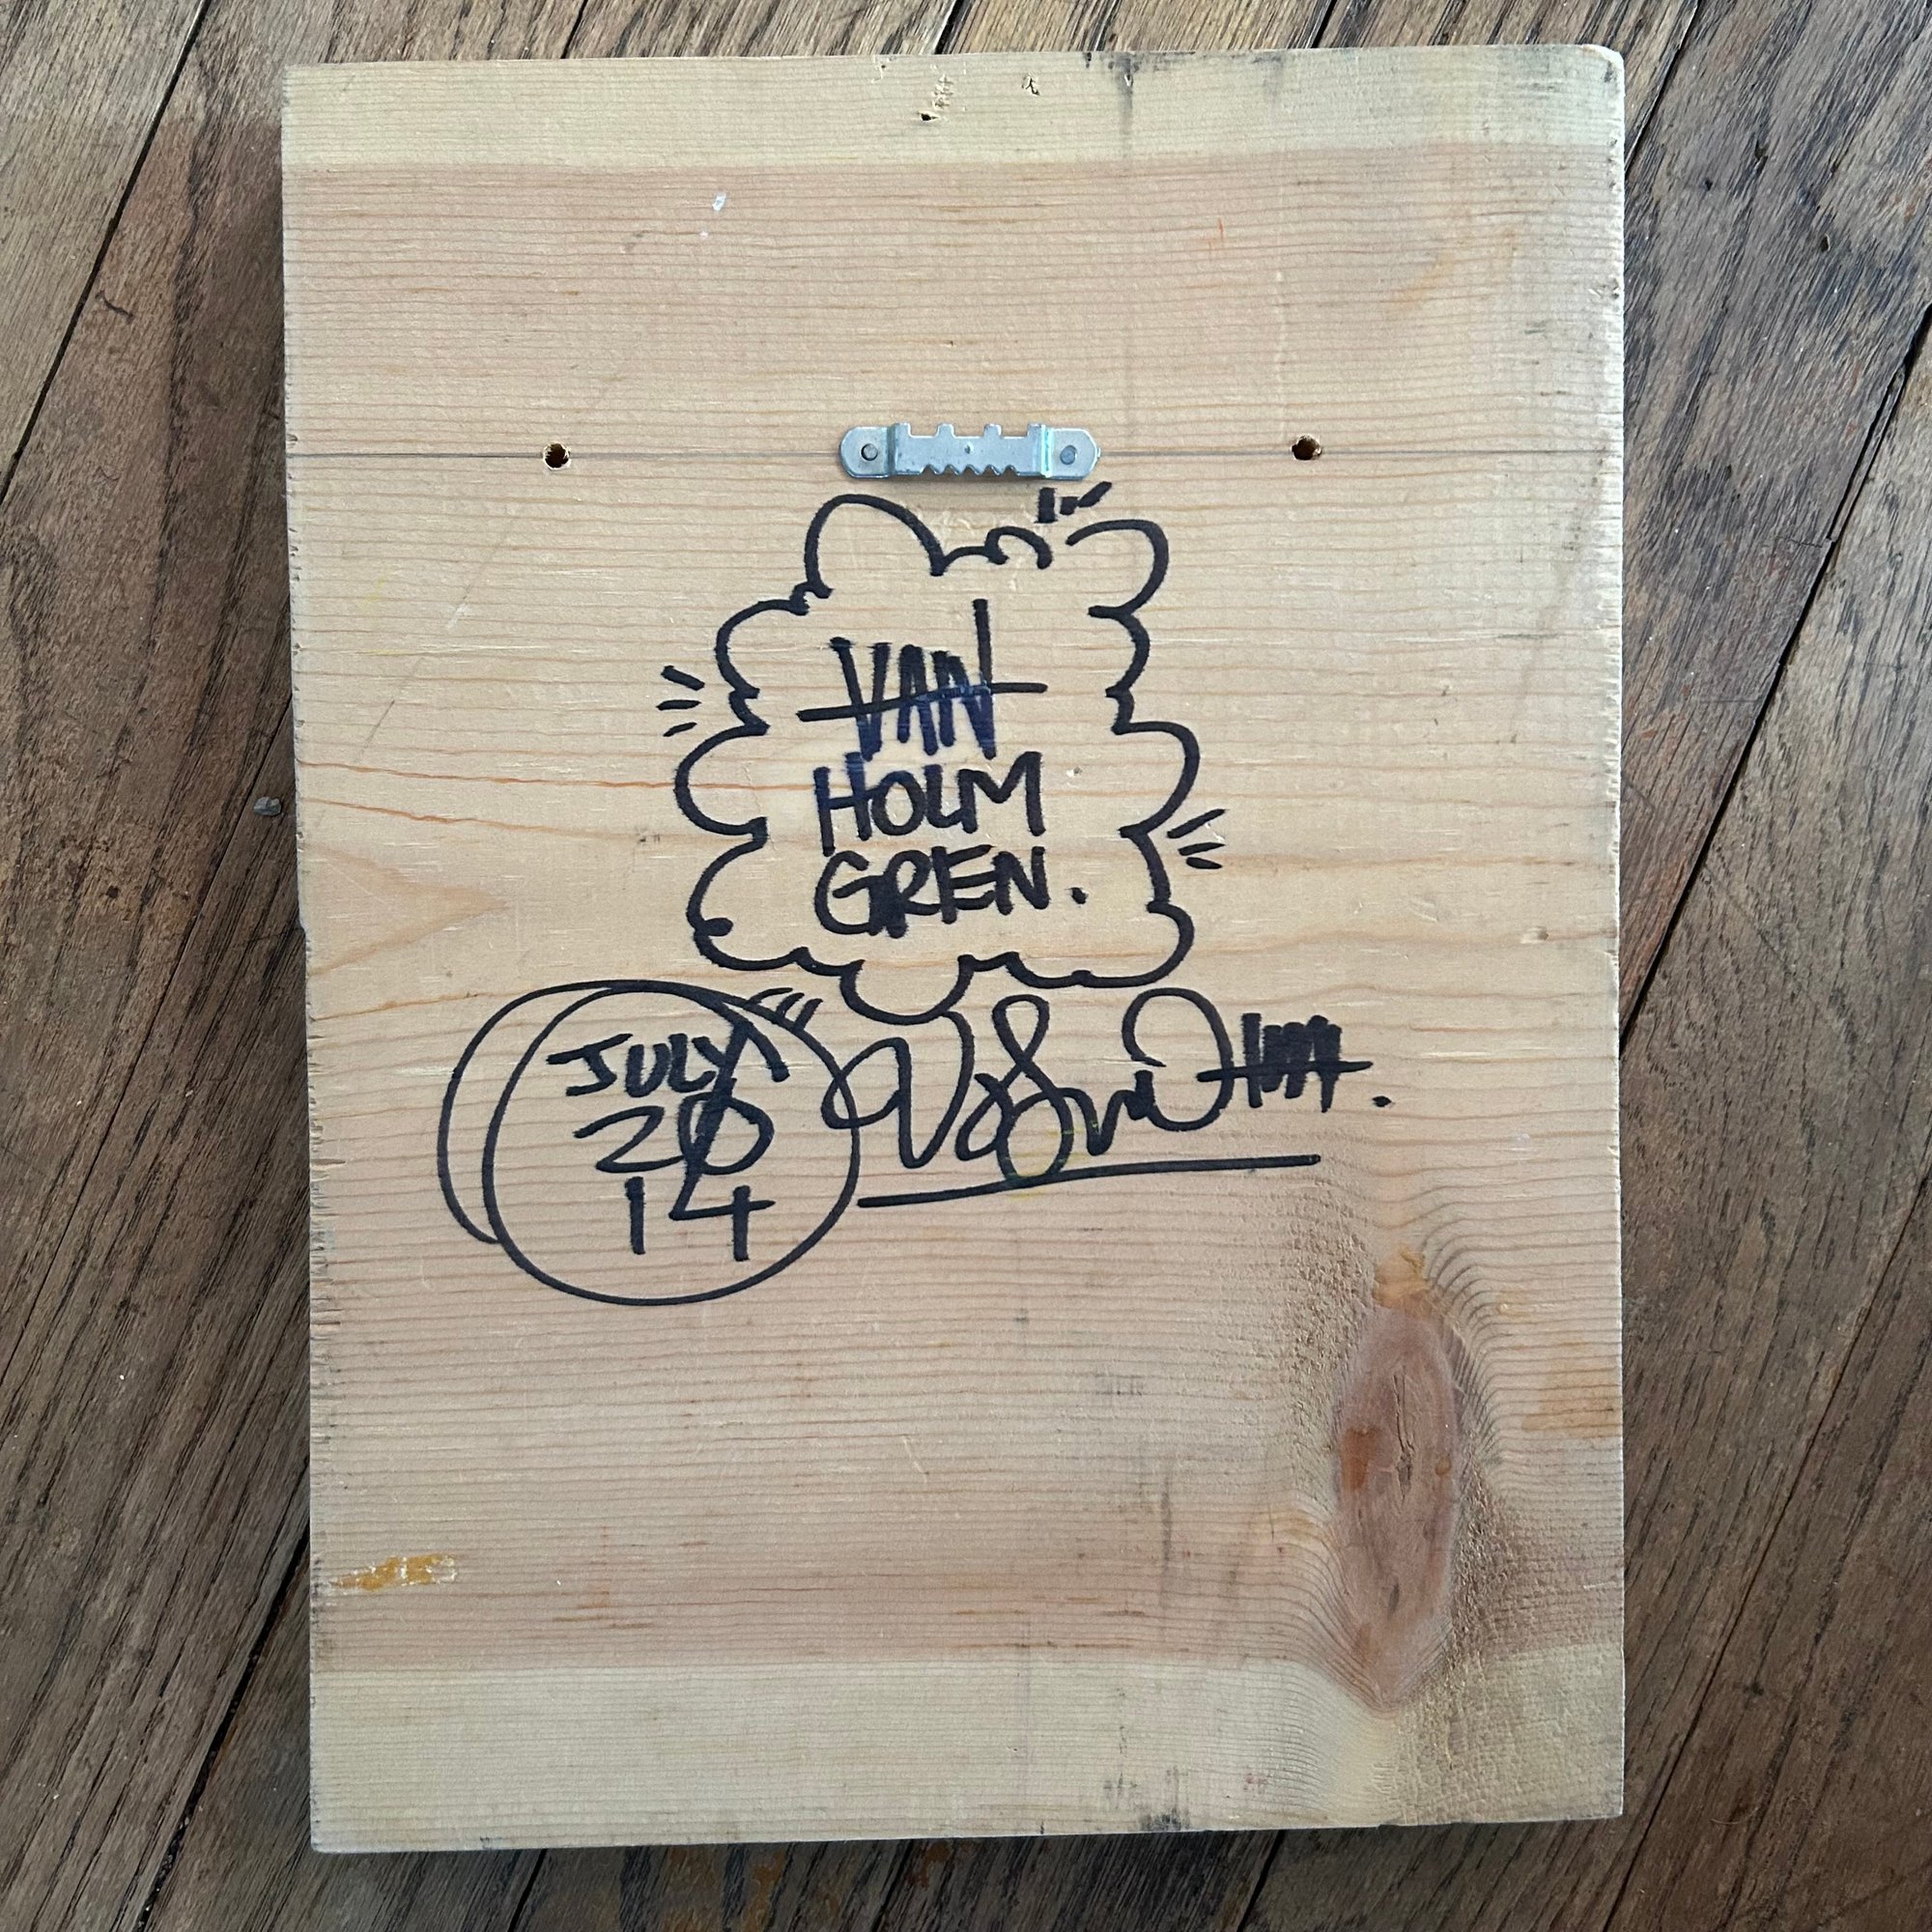 VAN
HOLM
GREN.
JULY
20
14